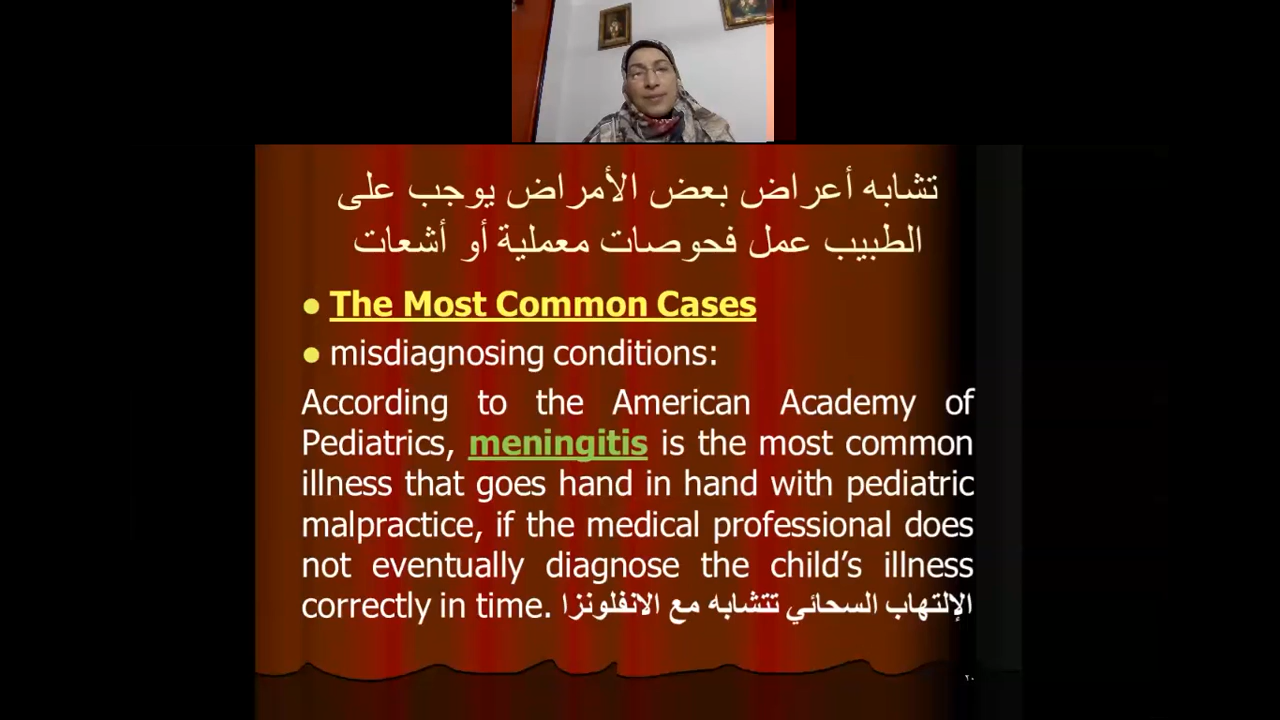 تشابه أعراض بعض الأمراض يوجب على
الطبيب عمل فحوصات معملية أو أشعات
● The Most Common Cases
● misdiagnosing conditions:
According to the American Academy of
Pediatrics, meningitis is the most common
illness that goes hand in hand with pediatric
malpractice, if the medical professional does
not eventually diagnose the child’s illness
correctly in time. الإلتهاب السحائي تتشابه مع الانفلونزا
٢٠